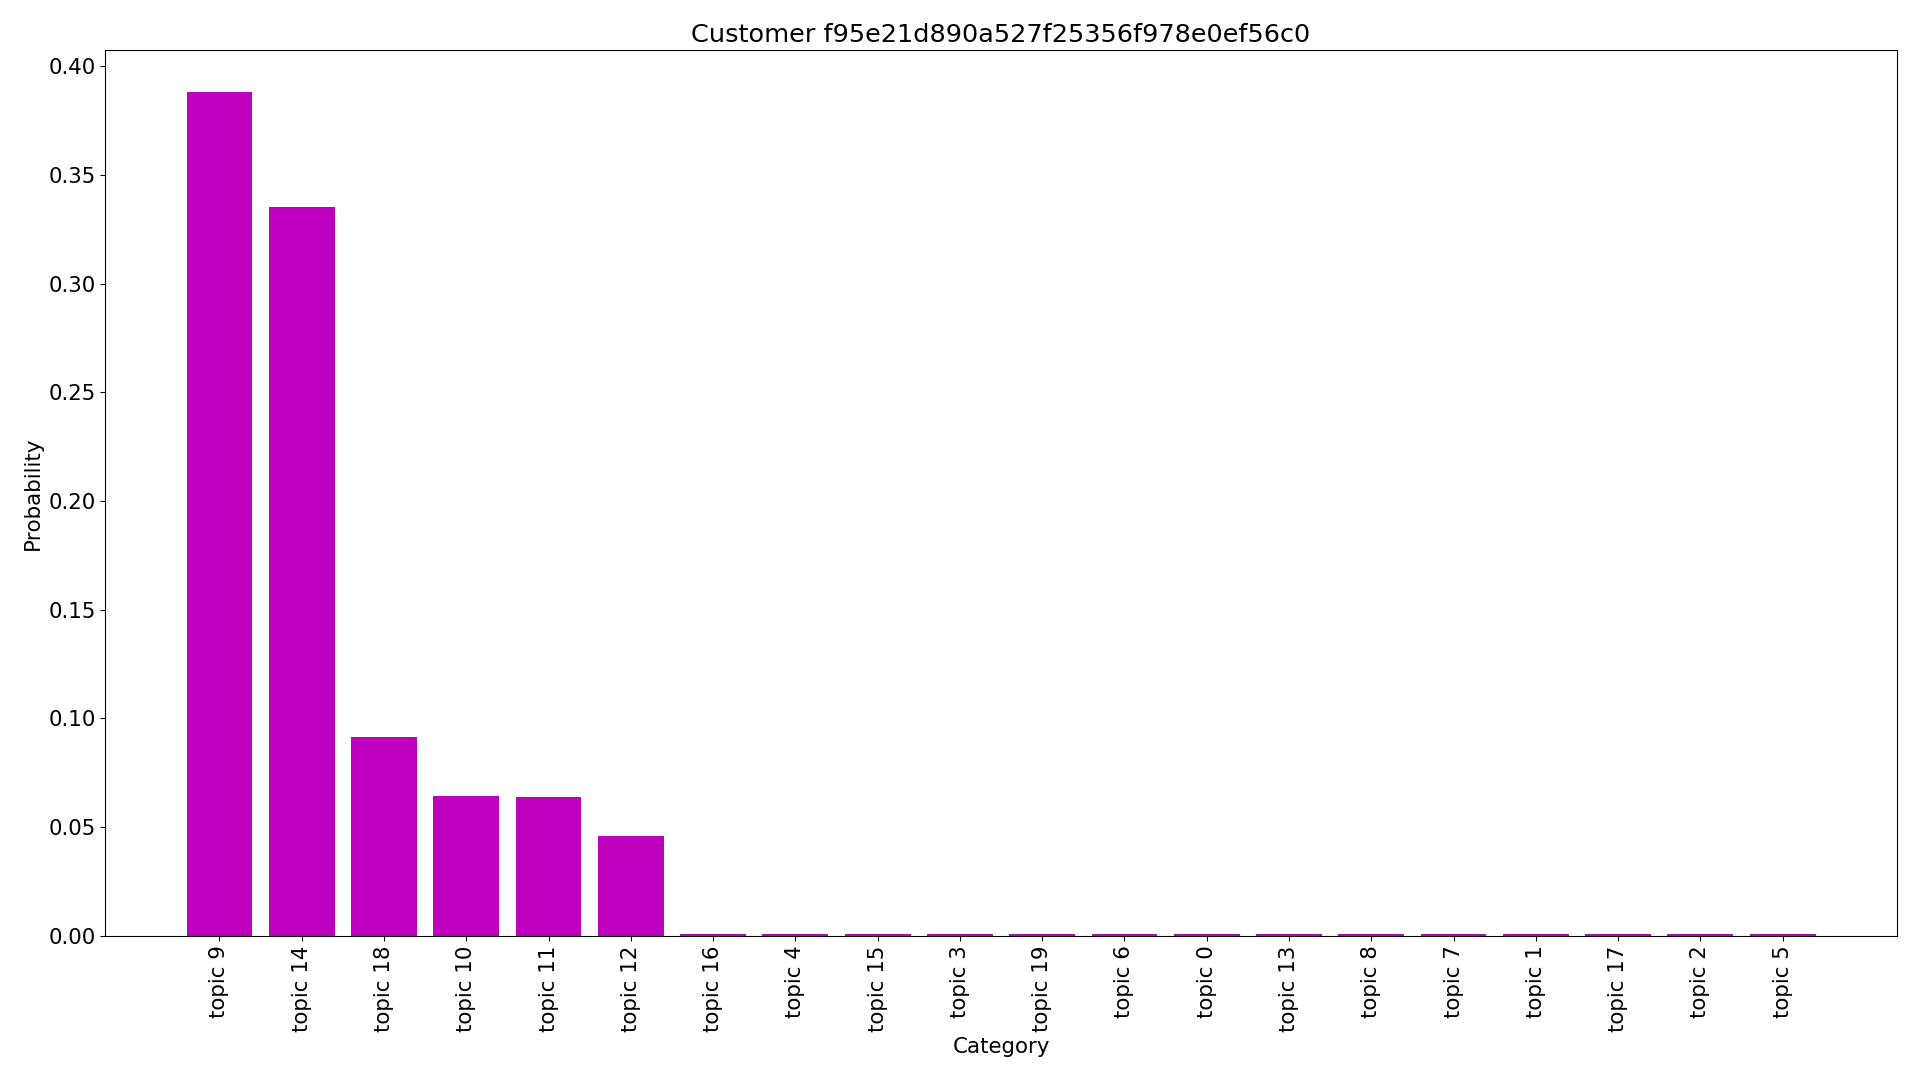 Customer f95e21d890a527f25356f978e0ef56c0
Probability
0.40
0.35
0.30
0.25
0.20
0.15
0.10
0.05
0.00
topic 9
topic 14
topic 18
topic 10
topic 11
topic 12
topic 16
topic 4
topic 15
topic 3
topic 19
topic 6
topic 0
topic 13
topic 8
topic 7
topic 1
topic 17
topic 2
topic 5
Category